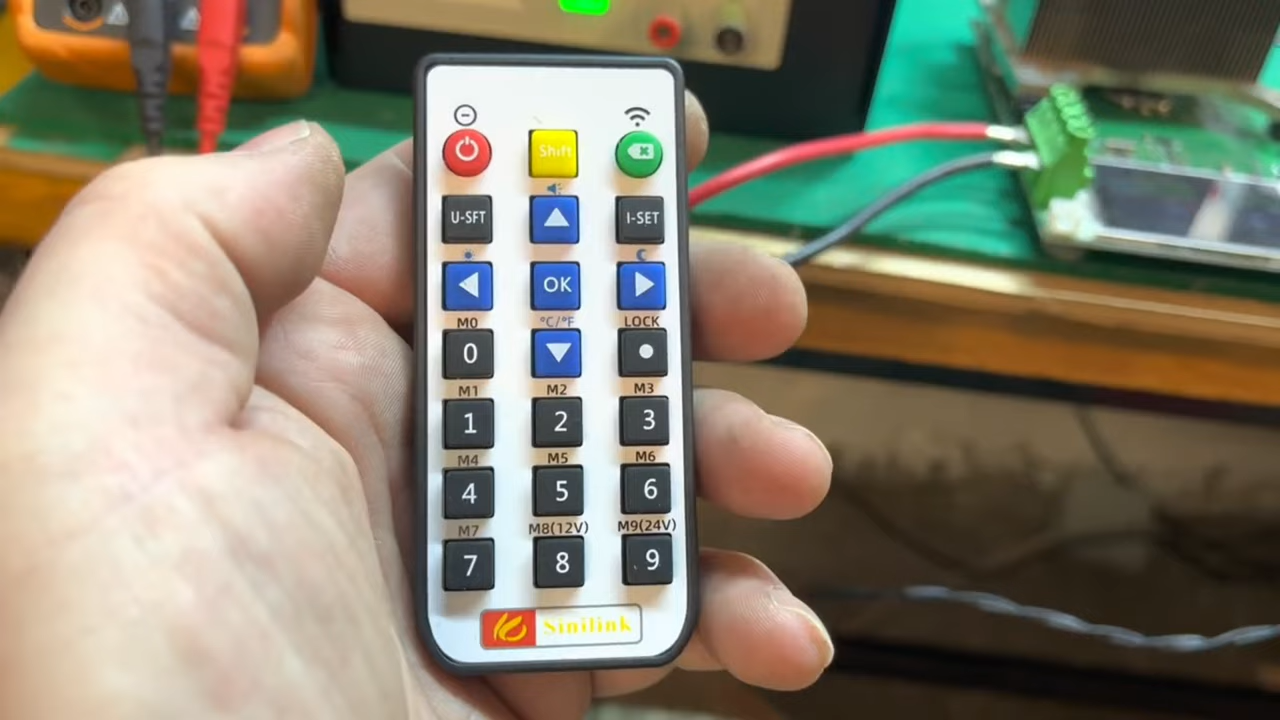 Shift
U-SFT I-SET
OK
M0 °C/°F LOCK
0
M1 M2 M3
1 2 3
M4 M5 M6
4 5 6
M7 M8(12V) M9(24V)
7 8 9
Sinilink